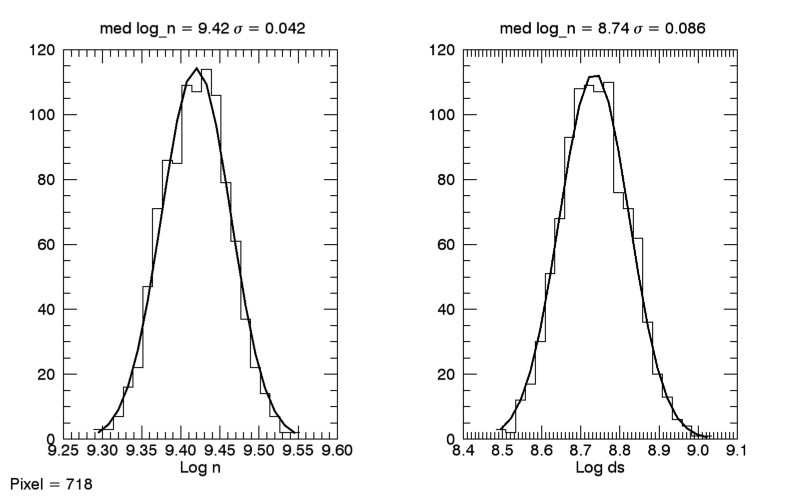 med log_n = 9.42 σ = 0.042
120
100
80
60
40
20
0
9.25 9.30 9.35 9.40 9.45 9.50 9.55 9.60
Log n
med log_n = 8.74 σ = 0.086
120
100
80
60
40
20
0
8.4 8.5 8.6 8.7 8.8 8.9 9.0 9.1
Log ds
Pixel = 718